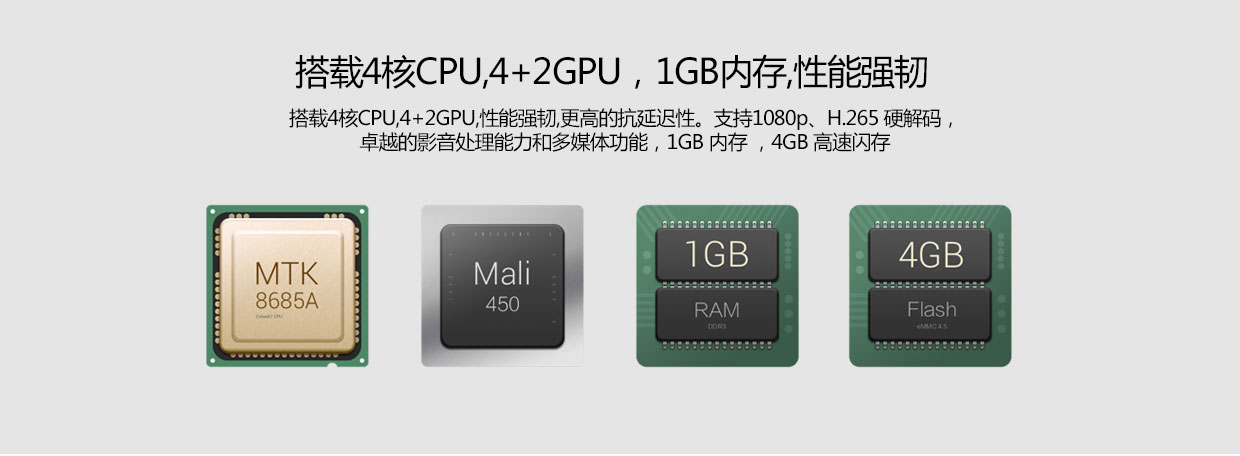 搭载4核CPU,4+2GPU，1GB内存,性能强韧
搭载4核CPU,4+2GPU,性能强韧,更高的抗延迟性。支持1080p、H.265 硬解码，
卓越的影音处理能力和多媒体功能，1GB 内存 ，4GB 高速闪存
MTK
8685A
Mali
450
1GB
RAM
DDR3
4GB
Flash
eMMC 4.5